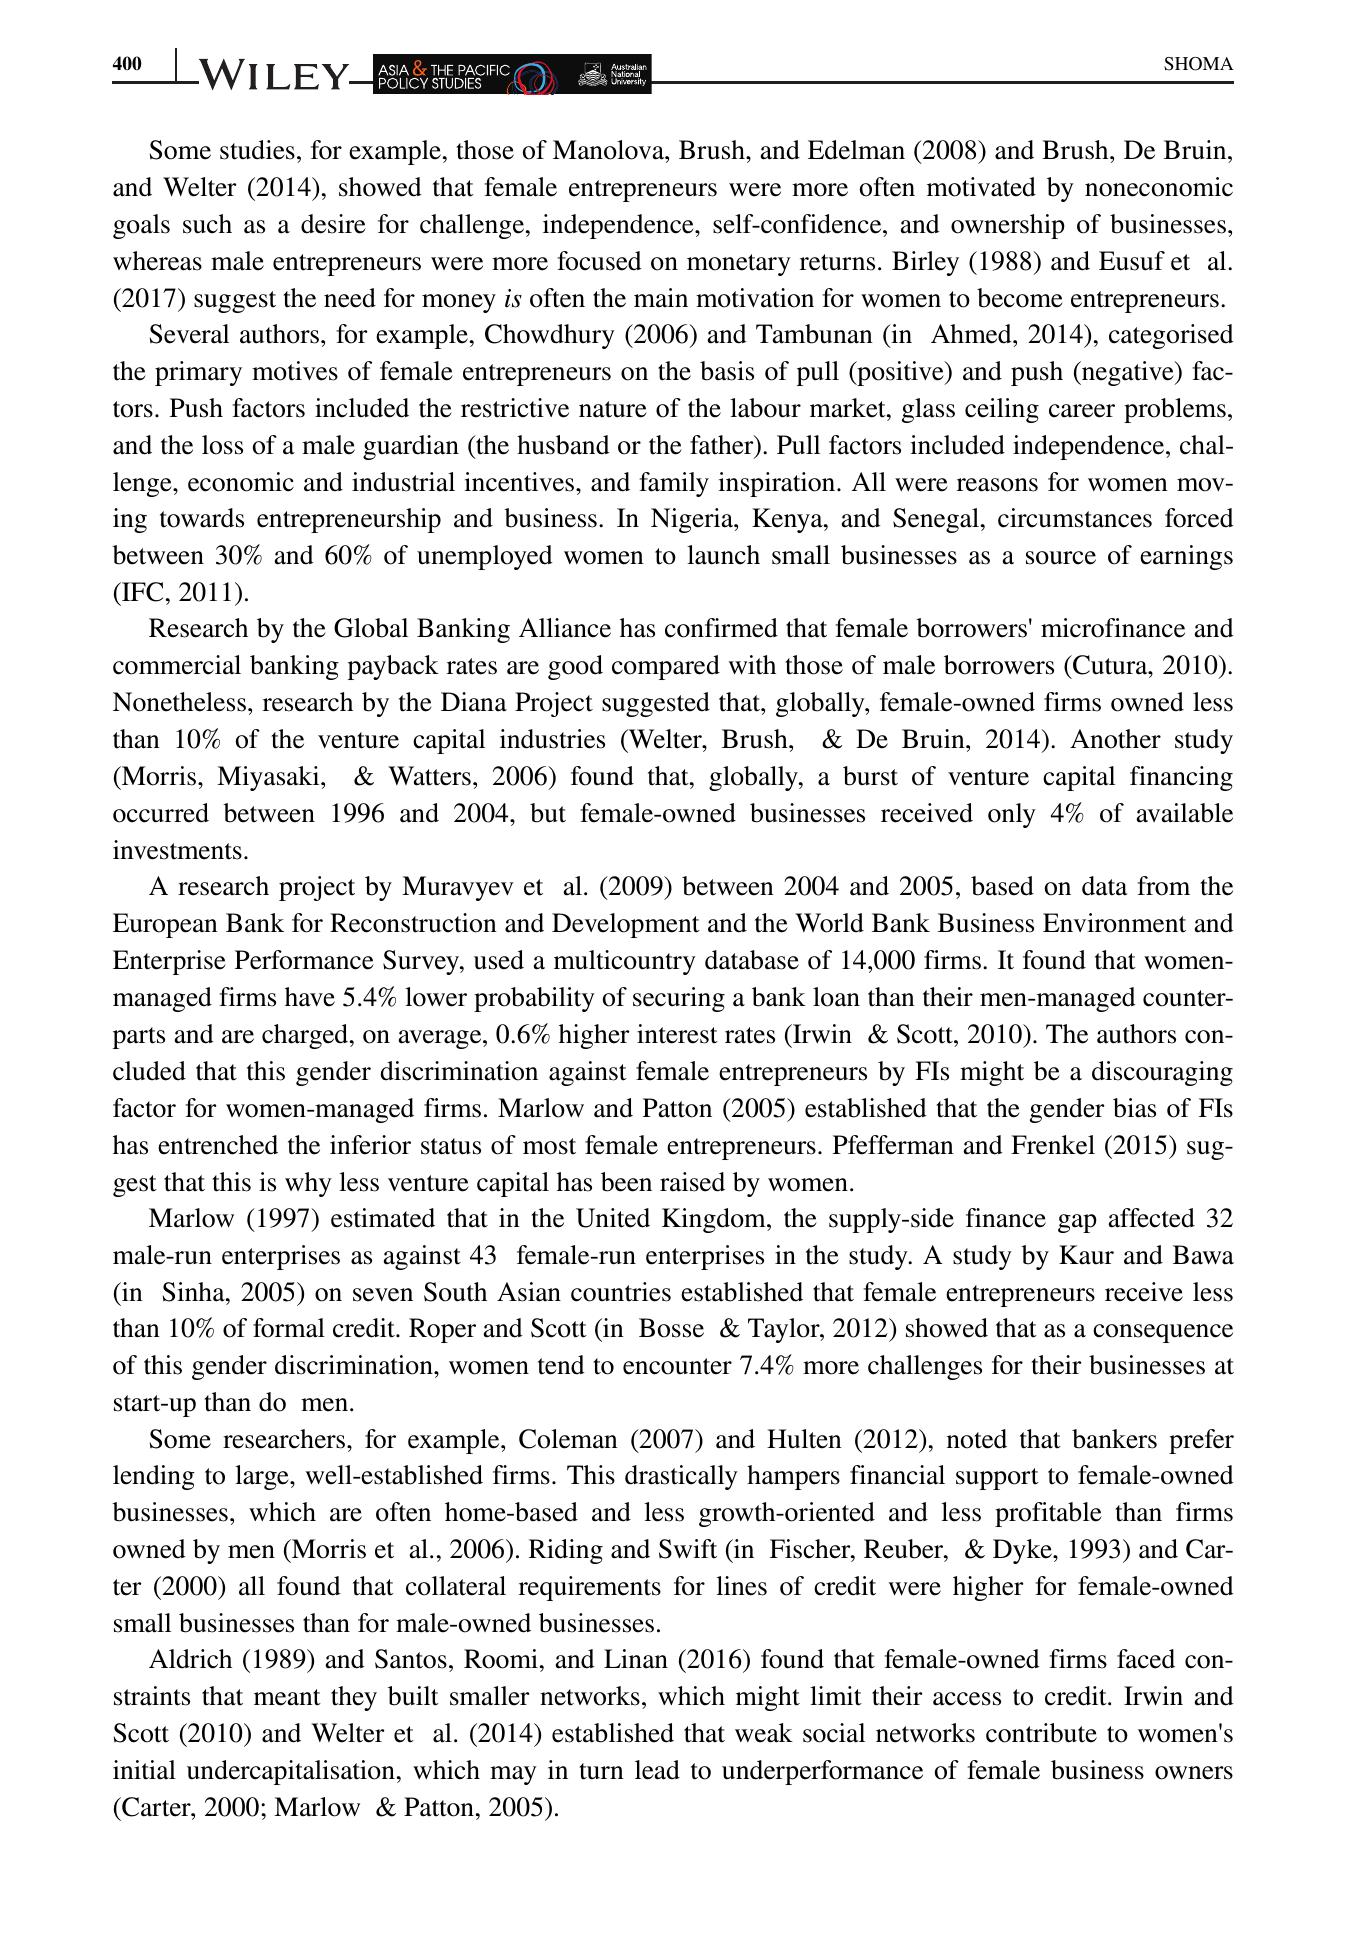 400
WILEY
ASIA & THE PACIFIC
POLICY STUDIES
Australian
National
University
SHOMA
Some studies, for example, those of Manolova, Brush, and Edelman (2008) and Brush, De Bruin,
and Welter (2014), showed that female entrepreneurs were more often motivated by noneconomic
goals such as a desire for challenge, independence, self-confidence, and ownership of businesses,
whereas male entrepreneurs were more focused on monetary returns. Birley (1988) and Eusuf et al.
(2017) suggest the need for money is often the main motivation for women to become entrepreneurs.
Several authors, for example, Chowdhury (2006) and Tambunan (in Ahmed, 2014), categorised
the primary motives of female entrepreneurs on the basis of pull (positive) and push (negative) fac-
tors. Push factors included the restrictive nature of the labour market, glass ceiling career problems,
and the loss of a male guardian (the husband or the father). Pull factors included independence, chal-
lenge, economic and industrial incentives, and family inspiration. All were reasons for women mov-
ing towards entrepreneurship and business. In Nigeria, Kenya, and Senegal, circumstances forced
between 30% and 60% of unemployed women to launch small businesses as a source of earnings
(IFC, 2011).
Research by the Global Banking Alliance has confirmed that female borrowers' microfinance and
commercial banking payback rates are good compared with those of male borrowers (Cutura, 2010).
Nonetheless, research by the Diana Project suggested that, globally, female-owned firms owned less
than 10% of the venture capital industries (Welter, Brush, & De Bruin, 2014). Another study
(Morris, Miyasaki, & Watters, 2006) found that, globally, a burst of venture capital financing
occurred between 1996 and 2004, but female-owned businesses received only 4% of available
investments.
A research project by Muravyev et al. (2009) between 2004 and 2005, based on data from the
European Bank for Reconstruction and Development and the World Bank Business Environment and
Enterprise Performance Survey, used a multicountry database of 14,000 firms. It found that women-
managed firms have 5.4% lower probability of securing a bank loan than their men-managed counter-
parts and are charged, on average, 0.6% higher interest rates (Irwin & Scott, 2010). The authors con-
cluded that this gender discrimination against female entrepreneurs by FIs might be a discouraging
factor for women-managed firms. Marlow and Patton (2005) established that the gender bias of FIs
has entrenched the inferior status of most female entrepreneurs. Pfefferman and Frenkel (2015) sug-
gest that this is why less venture capital has been raised by women.
Marlow (1997) estimated that in the United Kingdom, the supply-side finance gap affected 32
male-run enterprises as against 43 female-run enterprises in the study. A study by Kaur and Bawa
(in Sinha, 2005) on seven South Asian countries established that female entrepreneurs receive less
than 10% of formal credit. Roper and Scott (in Bosse & Taylor, 2012) showed that as a consequence
of this gender discrimination, women tend to encounter 7.4% more challenges for their businesses at
start-up than do men.
Some researchers, for example, Coleman (2007) and Hulten (2012), noted that bankers prefer
lending to large, well-established firms. This drastically hampers financial support to female-owned
businesses, which are often home-based and less growth-oriented and less profitable than firms
owned by men (Morris et al., 2006). Riding and Swift (in Fischer, Reuber, & Dyke, 1993) and Car-
ter (2000) all found that collateral requirements for lines of credit were higher for female-owned
small businesses than for male-owned businesses.
Aldrich (1989) and Santos, Roomi, and Linan (2016) found that female-owned firms faced con-
straints that meant they built smaller networks, which might limit their access to credit. Irwin and
Scott (2010) and Welter et al. (2014) established that weak social networks contribute to women's
initial undercapitalisation, which may in turn lead to underperformance of female business owners
(Carter, 2000; Marlow & Patton, 2005).